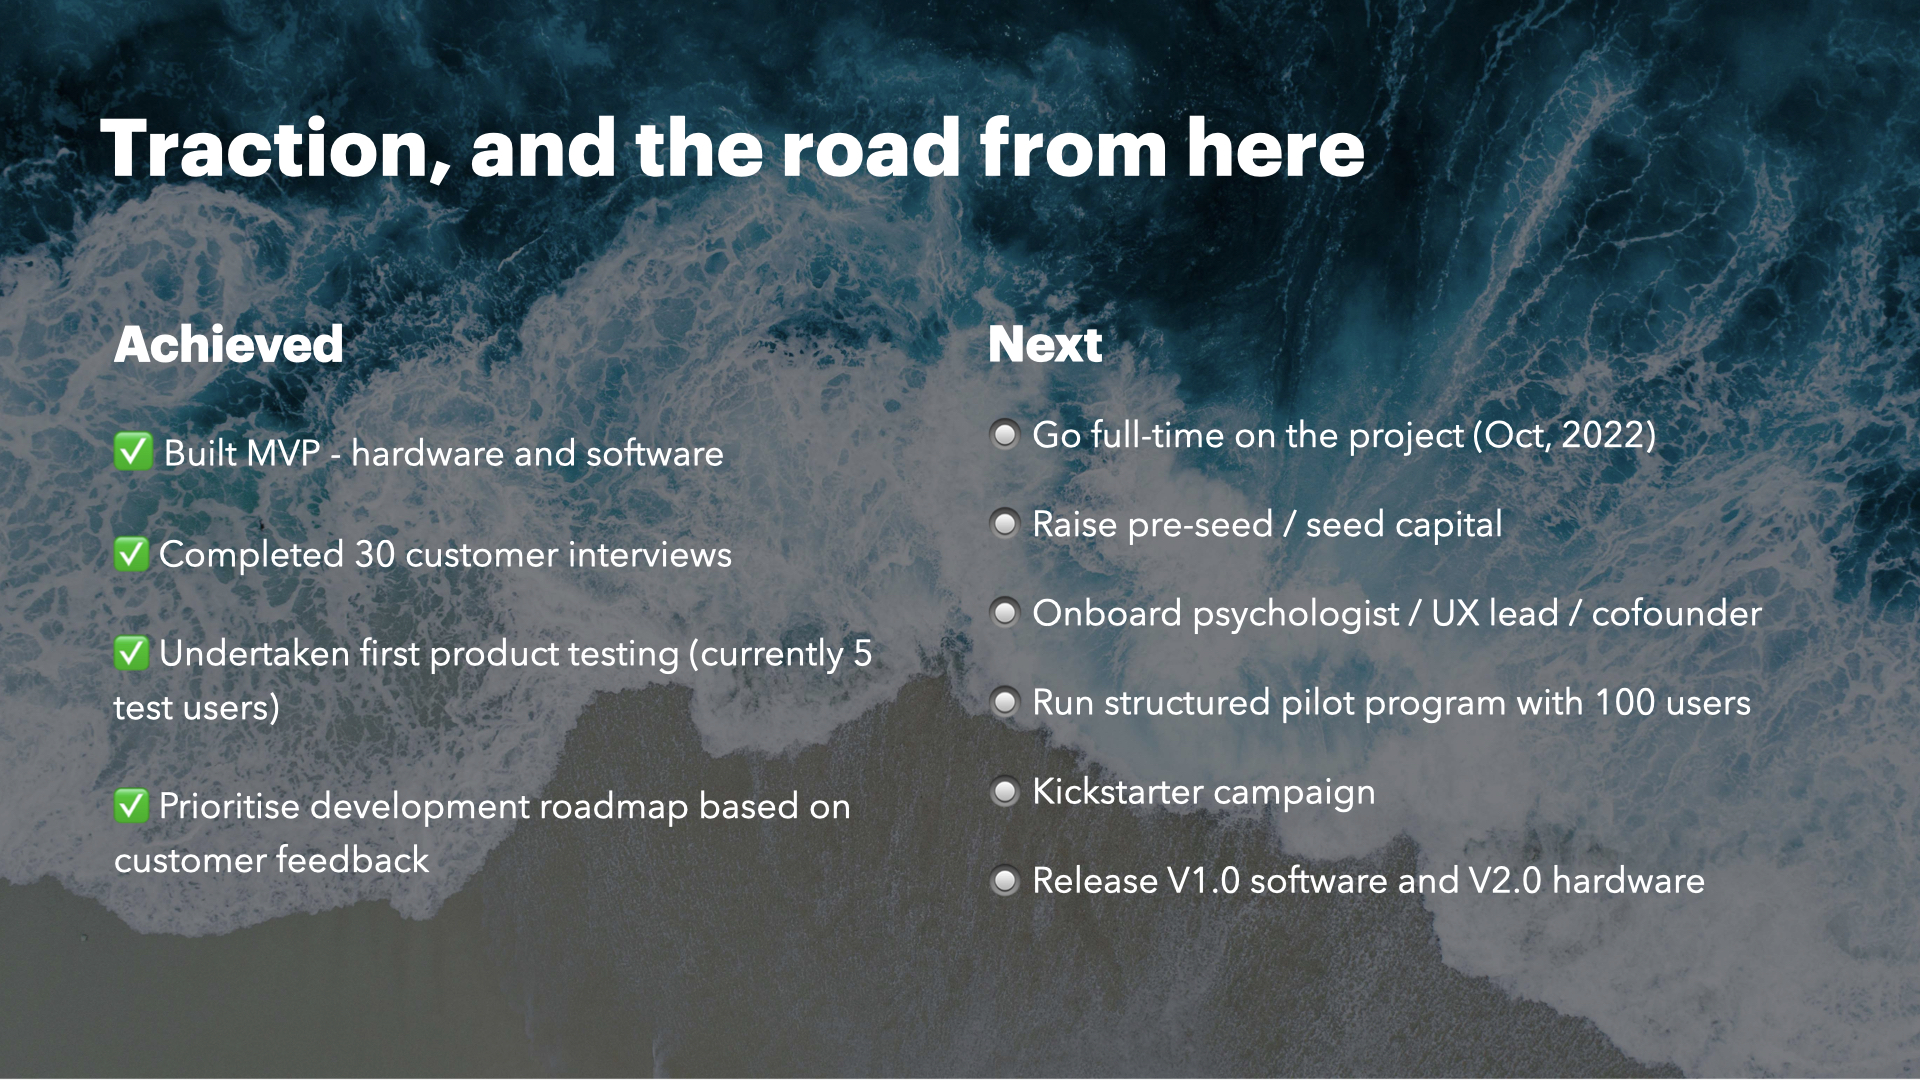 Traction, and the road from here
Achieved
✅ Built MVP - hardware and software
✅ Completed 30 customer interviews
✅ Undertaken first product testing (currently 5
test users)
✅ Prioritise development roadmap based on
customer feedback
Next
Go full-time on the project (Oct, 2022)
Raise pre-seed / seed capital
Onboard psychologist / UX lead / cofounder
Run structured pilot program with 100 users
Kickstarter campaign
Release V1.0 software and V2.0 hardware